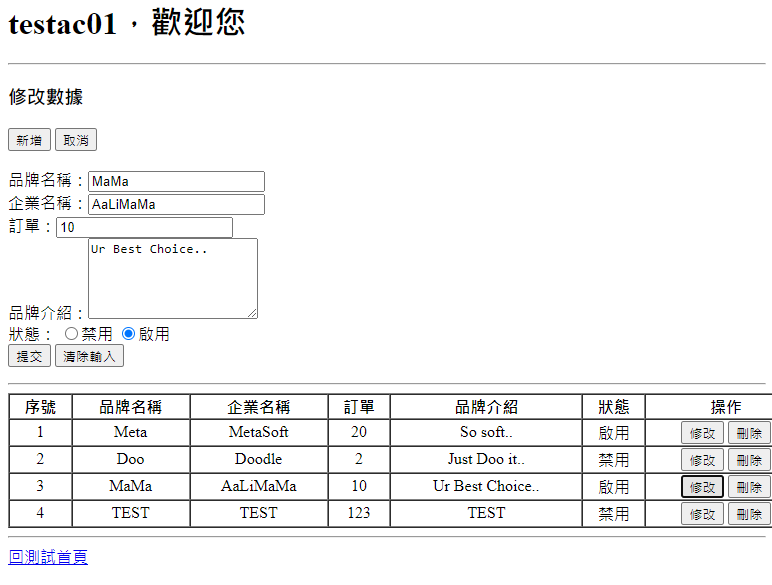 testac01，歡迎您
修改數據
新增 取消
品牌名稱：MaMa
企業名稱：AaLiMaMa
訂單：10
品牌介紹：Ur Best Choice..
狀態： 禁用 啟用
提交 清除輸入
序號 品牌名稱 企業名稱 訂單 品牌介紹 狀態 操作
1 Meta MetaSoft 20 So soft.. 啟用 修改 刪除
2 Doo Doodle 2 Just Doo it.. 禁用 修改 刪除
3 MaMa AaLiMaMa 10 Ur Best Choice.. 啟用 修改 刪除
4 TEST TEST 123 TEST 禁用 修改 刪除
回測試首頁